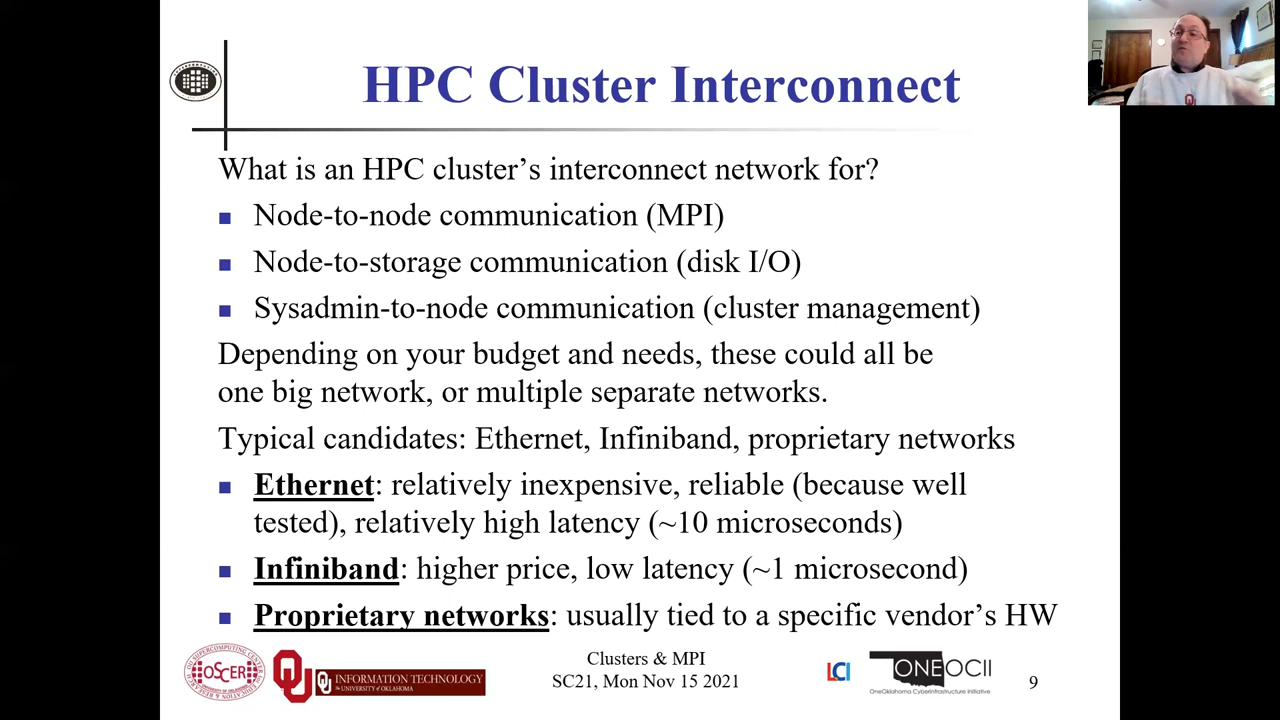 HPC Cluster Interconnect
What is an HPC cluster’s interconnect network for?
Node-to-node communication (MPI)
Node-to-storage communication (disk I/O)
Sysadmin-to-node communication (cluster management)
Depending on your budget and needs, these could all be
one big network, or multiple separate networks.
Typical candidates: Ethernet, Infiniband, proprietary networks
Ethernet: relatively inexpensive, reliable (because well
tested), relatively high latency (~10 microseconds)
Infiniband: higher price, low latency (~1 microsecond)
Proprietary networks: usually tied to a specific vendor’s HW
OSCER
INFORMATION TECHNOLOGY
The UNIVERSITY OF OKLAHOMA
Clusters & MPI
SC21, Mon Nov 15 2021
LCI
ONEOCII
OneOklahoma Cyberinfrastructure Initiative
9